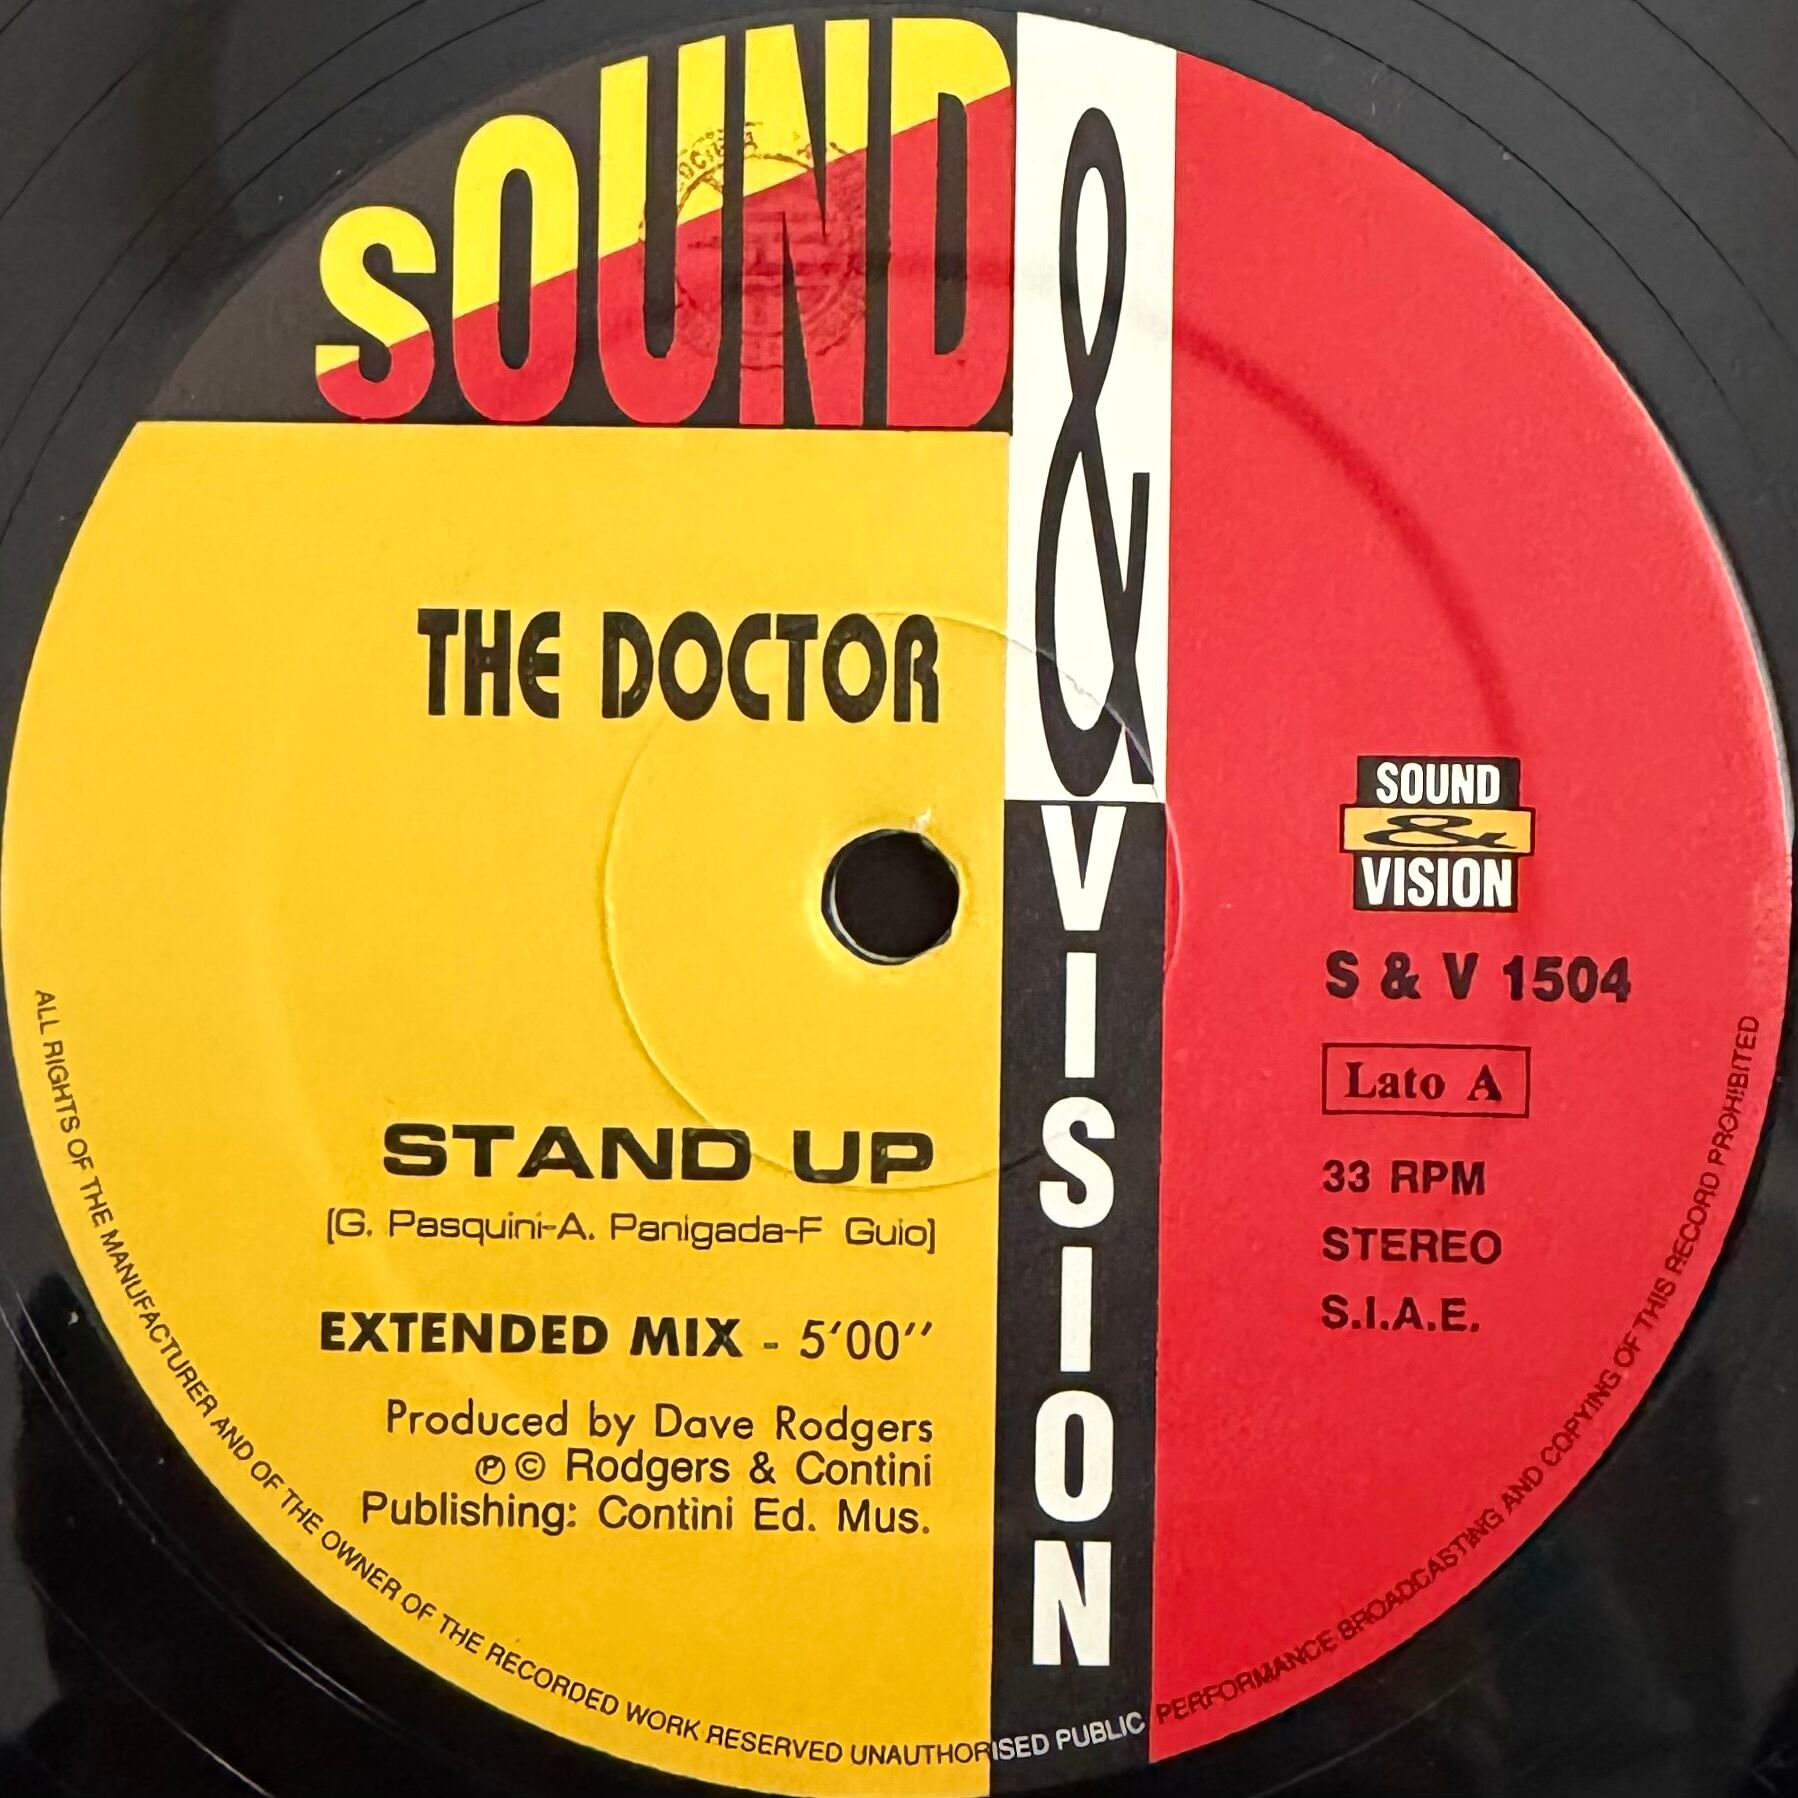 SOUND
&
VISION
THE DOCTOR
STAND UP
[G. Pasquini-A. Panigada-F Guio]
EXTENDED MIX - 5'00''
Produced by Dave Rodgers
℗ © Rodgers & Contini
Publishing: Contini Ed. Mus.
SOUND
&
VISION
S & V 1504
Lato A
33 RPM
STEREO
S.I.A.E.
ALL RIGHTS OF THE MANUFACTURER AND OF THE OWNER OF THE RECORDED WORK RESERVED UNAUTHORISED PUBLIC PERFORMANCE BROADCASTING AND COPYING OF THIS RECORD PROHIBITED